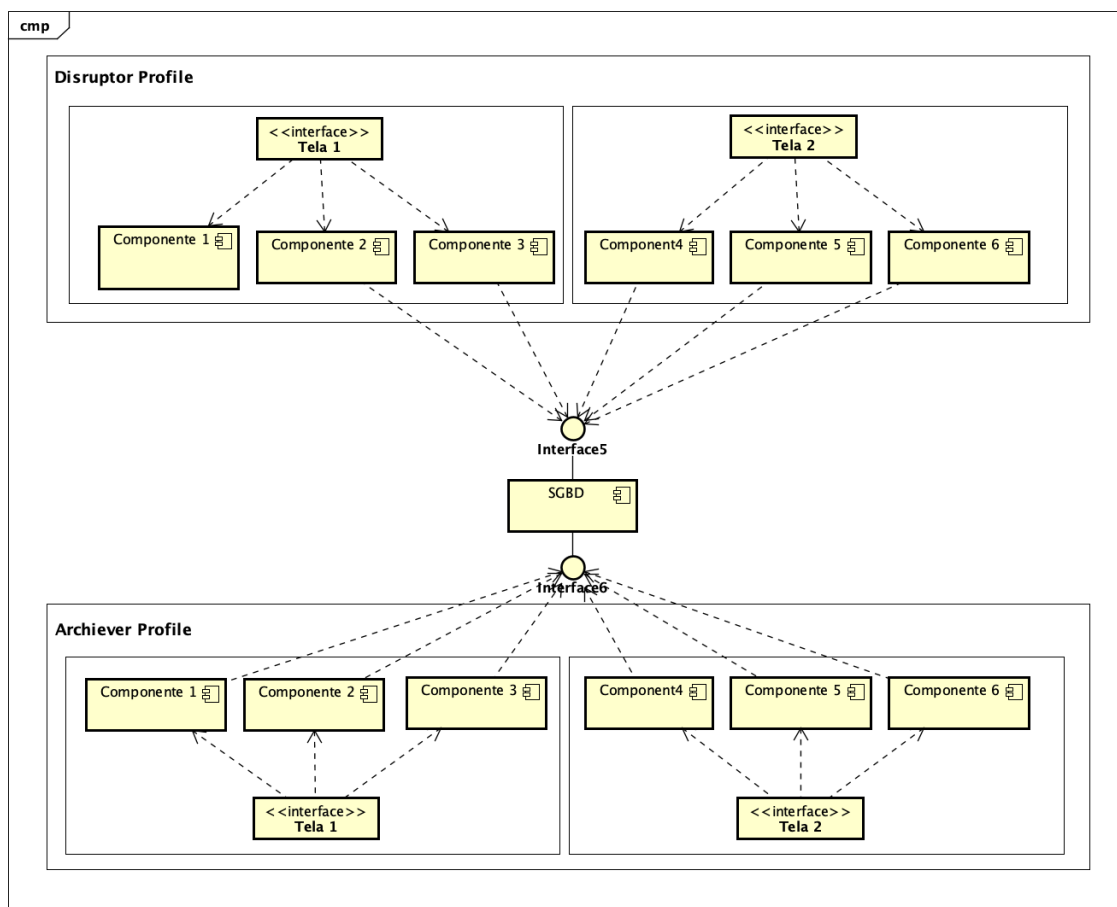 cmp
Disruptor Profile
<<interface>>
Tela 1
<<interface>>
Tela 2
Componente 1
Componente 2
Componente 3
Component4
Componente 5
Componente 6
Interface5
SGBD
Interface6
Archiever Profile
Componente 1
Componente 2
Componente 3
Component4
Componente 5
Componente 6
<<interface>>
Tela 1
<<interface>>
Tela 2